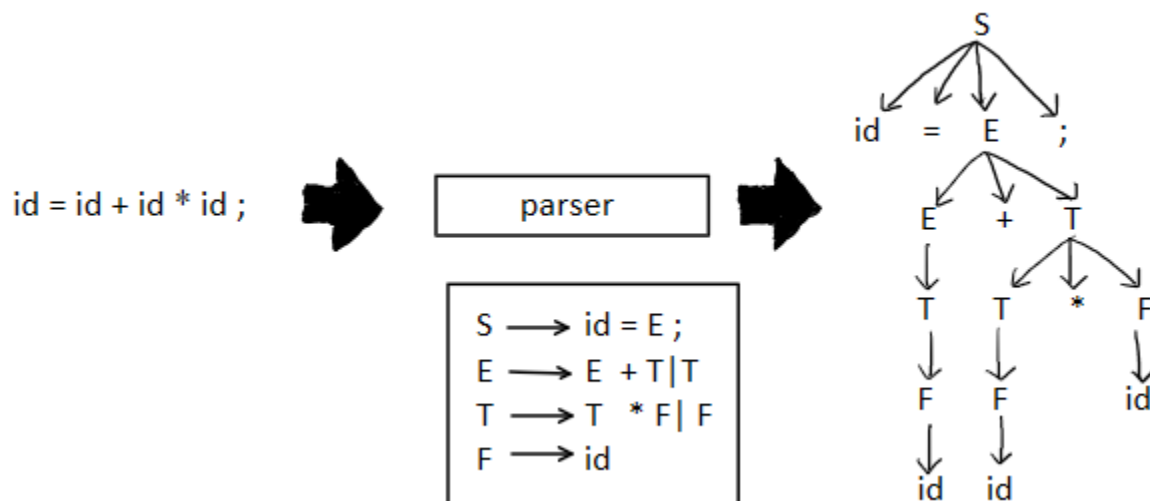 id = id + id * id ;
parser
S → id = E ;
E → E + T | T
T → T * F | F
F → id
S
id = E ;
E + T
T T * F
F F id
id id